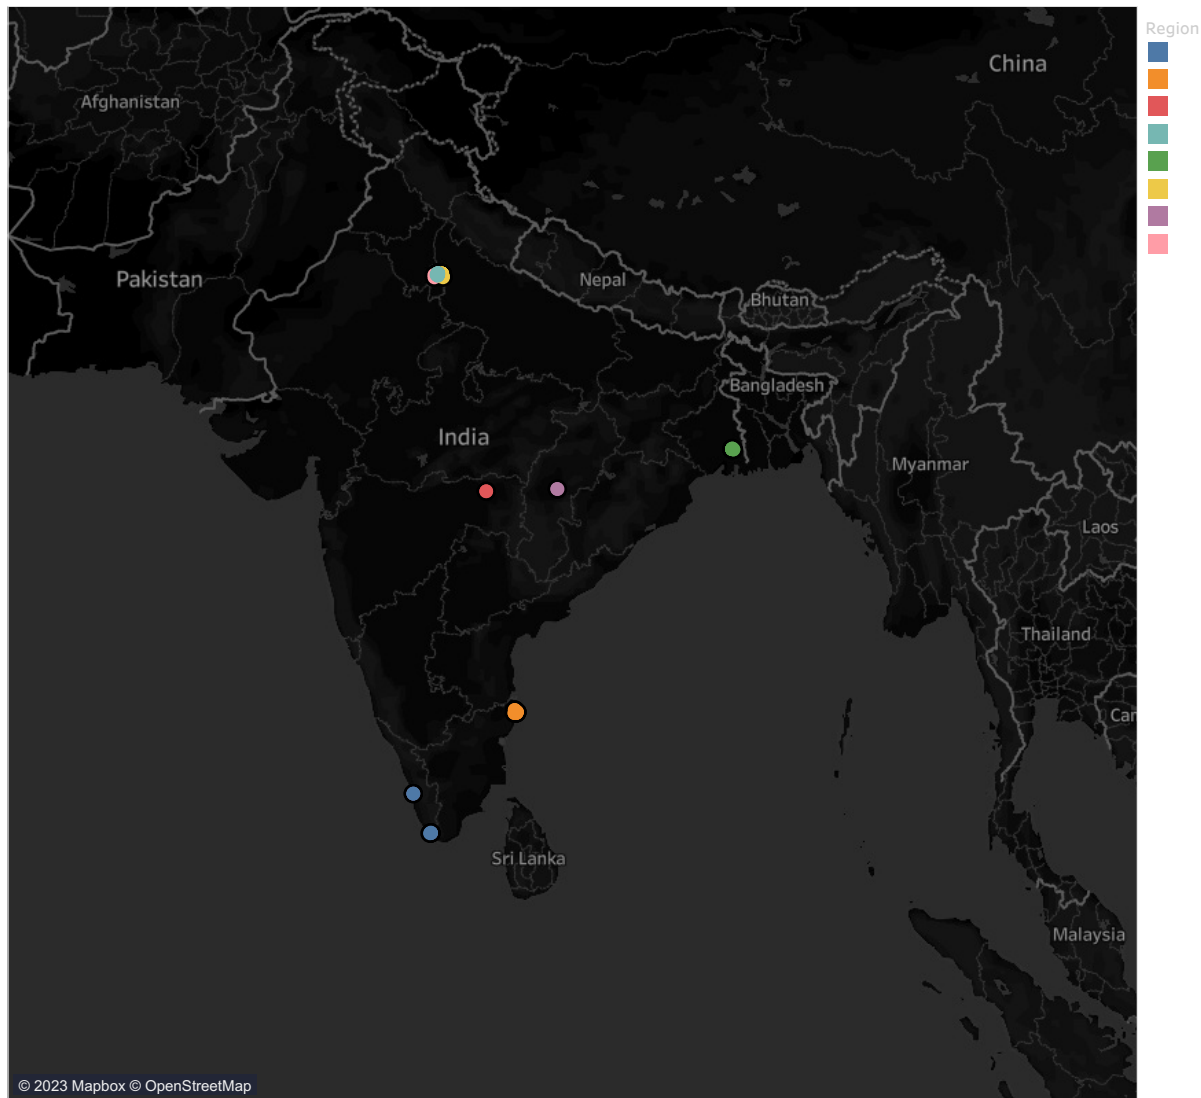 Region
China
Afghanistan
Pakistan
Nepal
Bhutan
Bangladesh
India
Myanmar
Laos
Thailand
Car
Sri Lanka
Malaysia
© 2023 Mapbox © OpenStreetMap